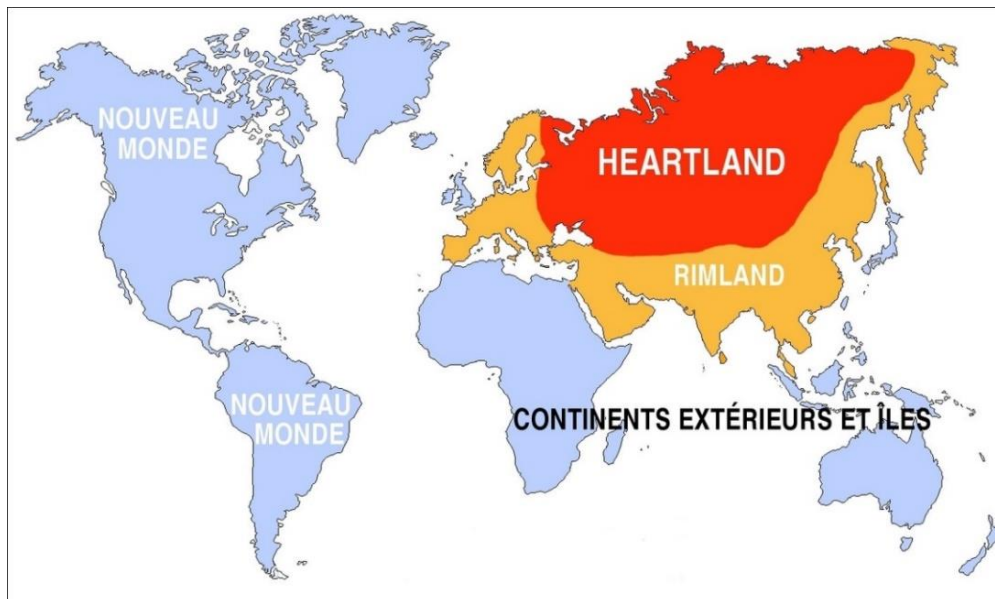 NOUVEAU
MONDE
HEARTLAND
RIMLAND
NOUVEAU
MONDE
CONTINENTS EXTÉRIEURS ET ÎLES